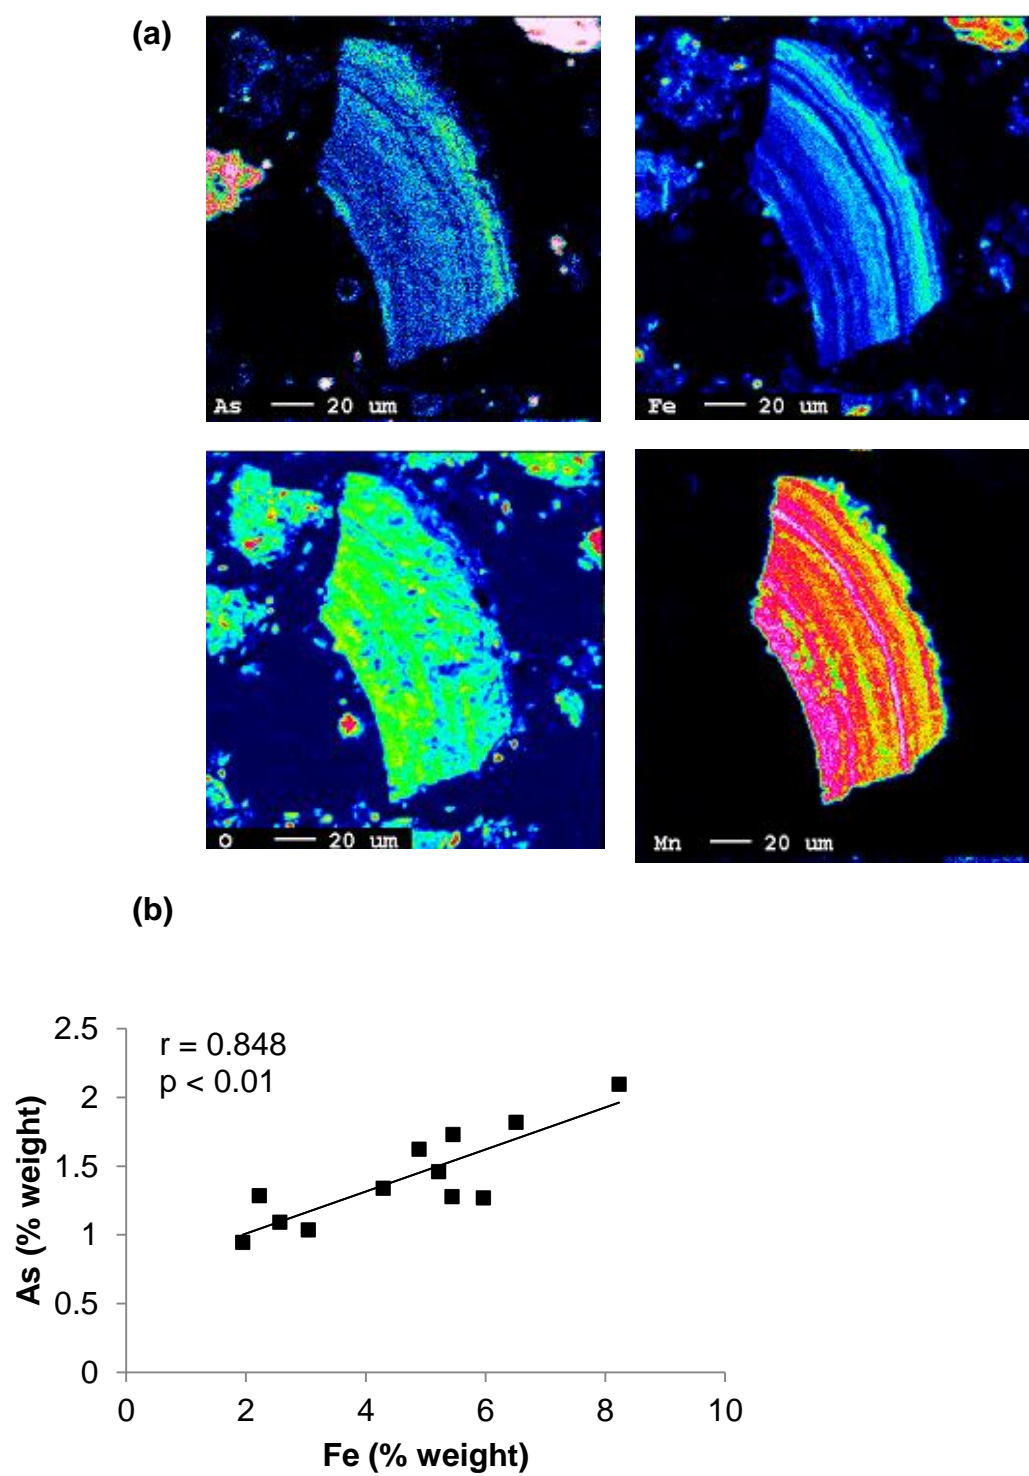 (a)
As 20 um
Fe 20 um
O 20 um
Mn 20 um
(b)
r = 0.848
p < 0.01
2.5
2
1.5
1
0.5
0
As (% weight)
0 2 4 6 8 10
Fe (% weight)